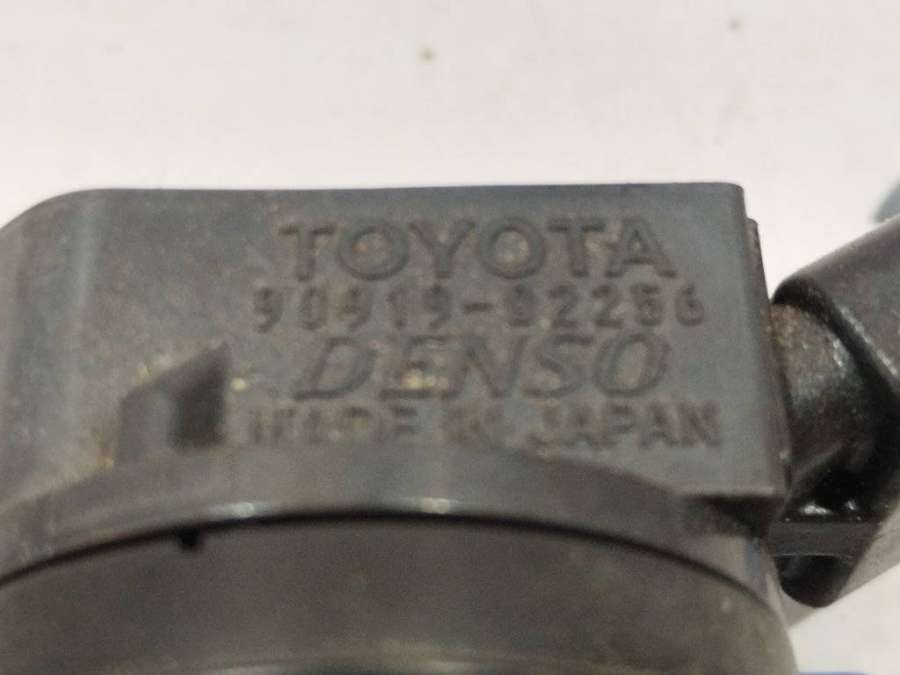 TOYOTA
90919-02256
DENSO
MADE IN JAPAN